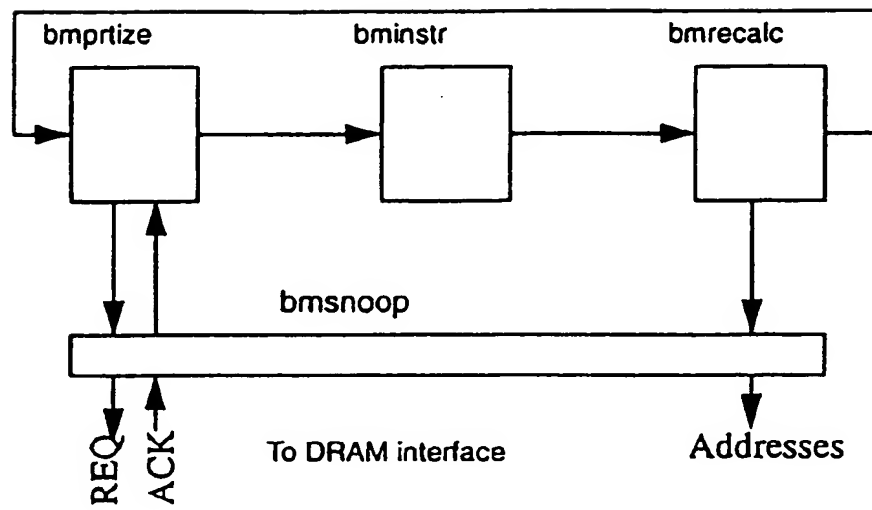 bmprtize
bminstr
bmrecalc
bmsnoop
REQ
ACK
To DRAM interface
Addresses